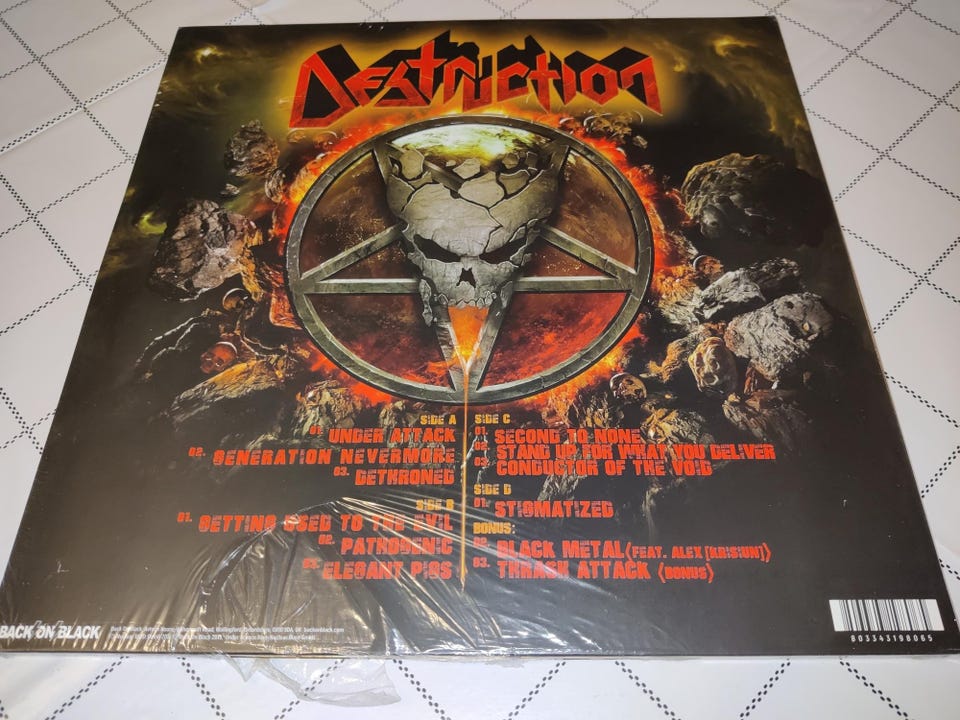 DESTRUCTION
SIDE A
01. UNDER ATTACK
02. GENERATION NEVERMORE
03. DETHRONED
SIDE B
01. GETTING USED TO THE EVIL
02. PATHOGENIC
03. ELEGANT PIGS
SIDE C
01. SECOND TO NONE
02. STAND UP FOR WHAT YOU DELIVER
03. CONDUCTOR OF THE VOID
SIDE D
01. STIGMATIZED
BONUS:
02. BLACK METAL (FEAT. ALEX [KRISIUN])
03. THRASH ATTACK (BONUS)
BACK ON BLACK
803343198065